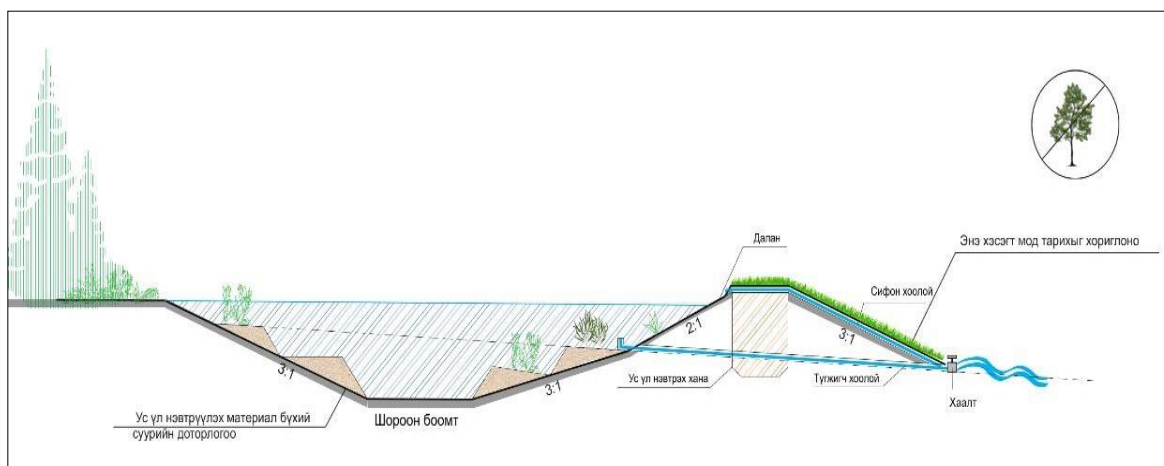 Далан
Энэ хэсэгт мод тарихыг хориглоно
Сифон хоолой
2:1
3:1
3:1
3:1
Ус үл нэвтрэх хана
Түгжигч хоолой
Хаалт
Ус үл нэвтрүүлэх материал бүхий
суурийн доторлогоо
Шороон боомт